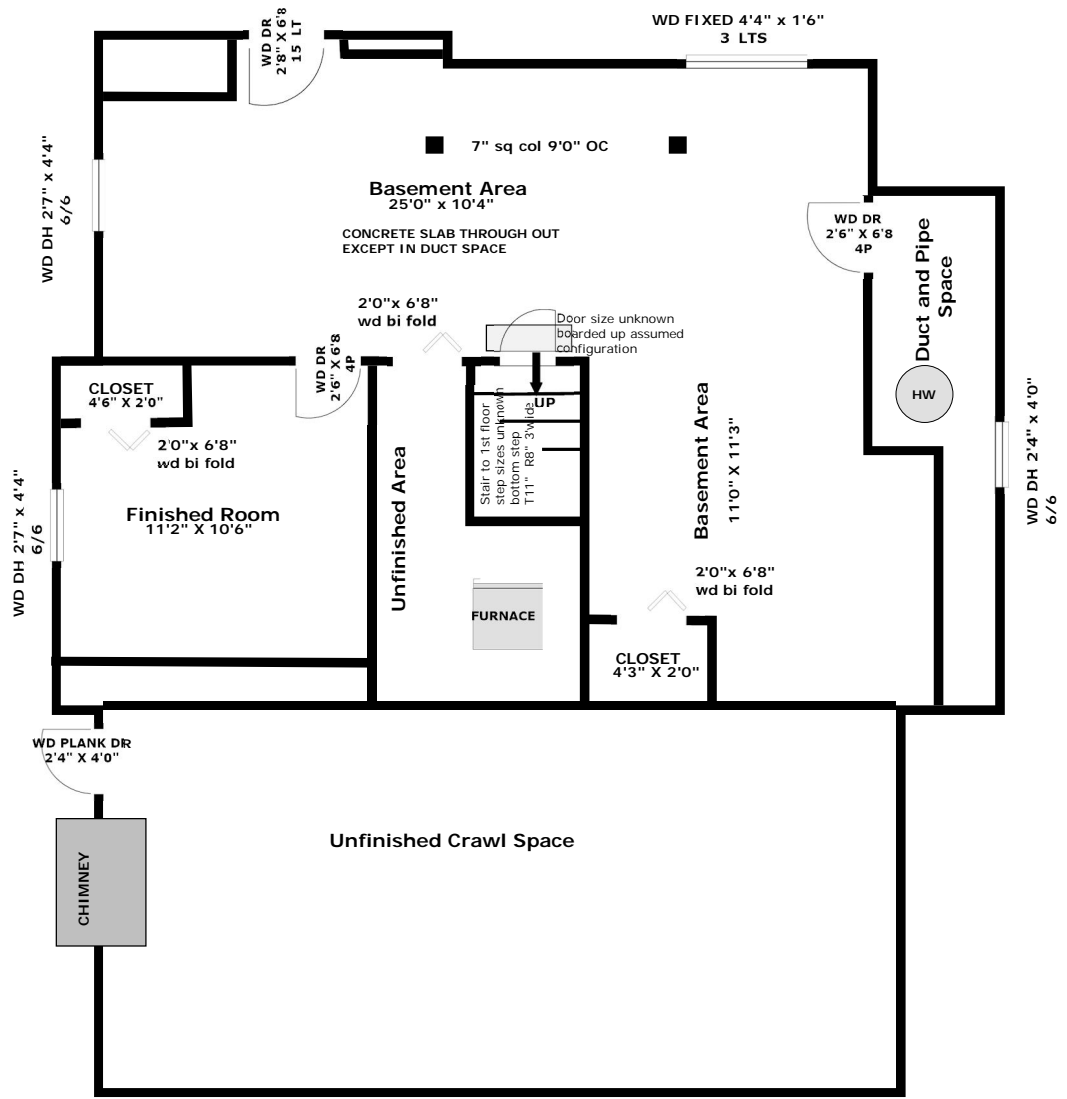 WD FIXED 4'4" x 1'6"
3 LTS
WD DR
2'8" X 6'8
15 LT
7" sq col 9'0" OC
WD DH 2'7" x 4'4"
6/6
Basement Area
25'0" x 10'4"
CONCRETE SLAB THROUGH OUT
EXCEPT IN DUCT SPACE
WD DR
2'6" X 6'8
4P
Duct and Pipe
Space
2'0"x 6'8"
wd bi fold
Door size unknown
boarded up assumed
configuration
WD DR
2'6" X 6'8
4P
CLOSET
4'6" X 2'0"
HW
UP
Stair to 1st floor
step sizes unknown
bottom step
T11" R8" 3'wide
2'0"x 6'8"
wd bi fold
Basement Area
11'0" X 11'3"
WD DH 2'4" x 4'0"
6/6
WD DH 2'7" x 4'4"
6/6
Finished Room
11'2" X 10'6"
Unfinished Area
2'0"x 6'8"
wd bi fold
FURNACE
CLOSET
4'3" X 2'0"
WD PLANK DR
2'4" X 4'0"
Unfinished Crawl Space
CHIMNEY